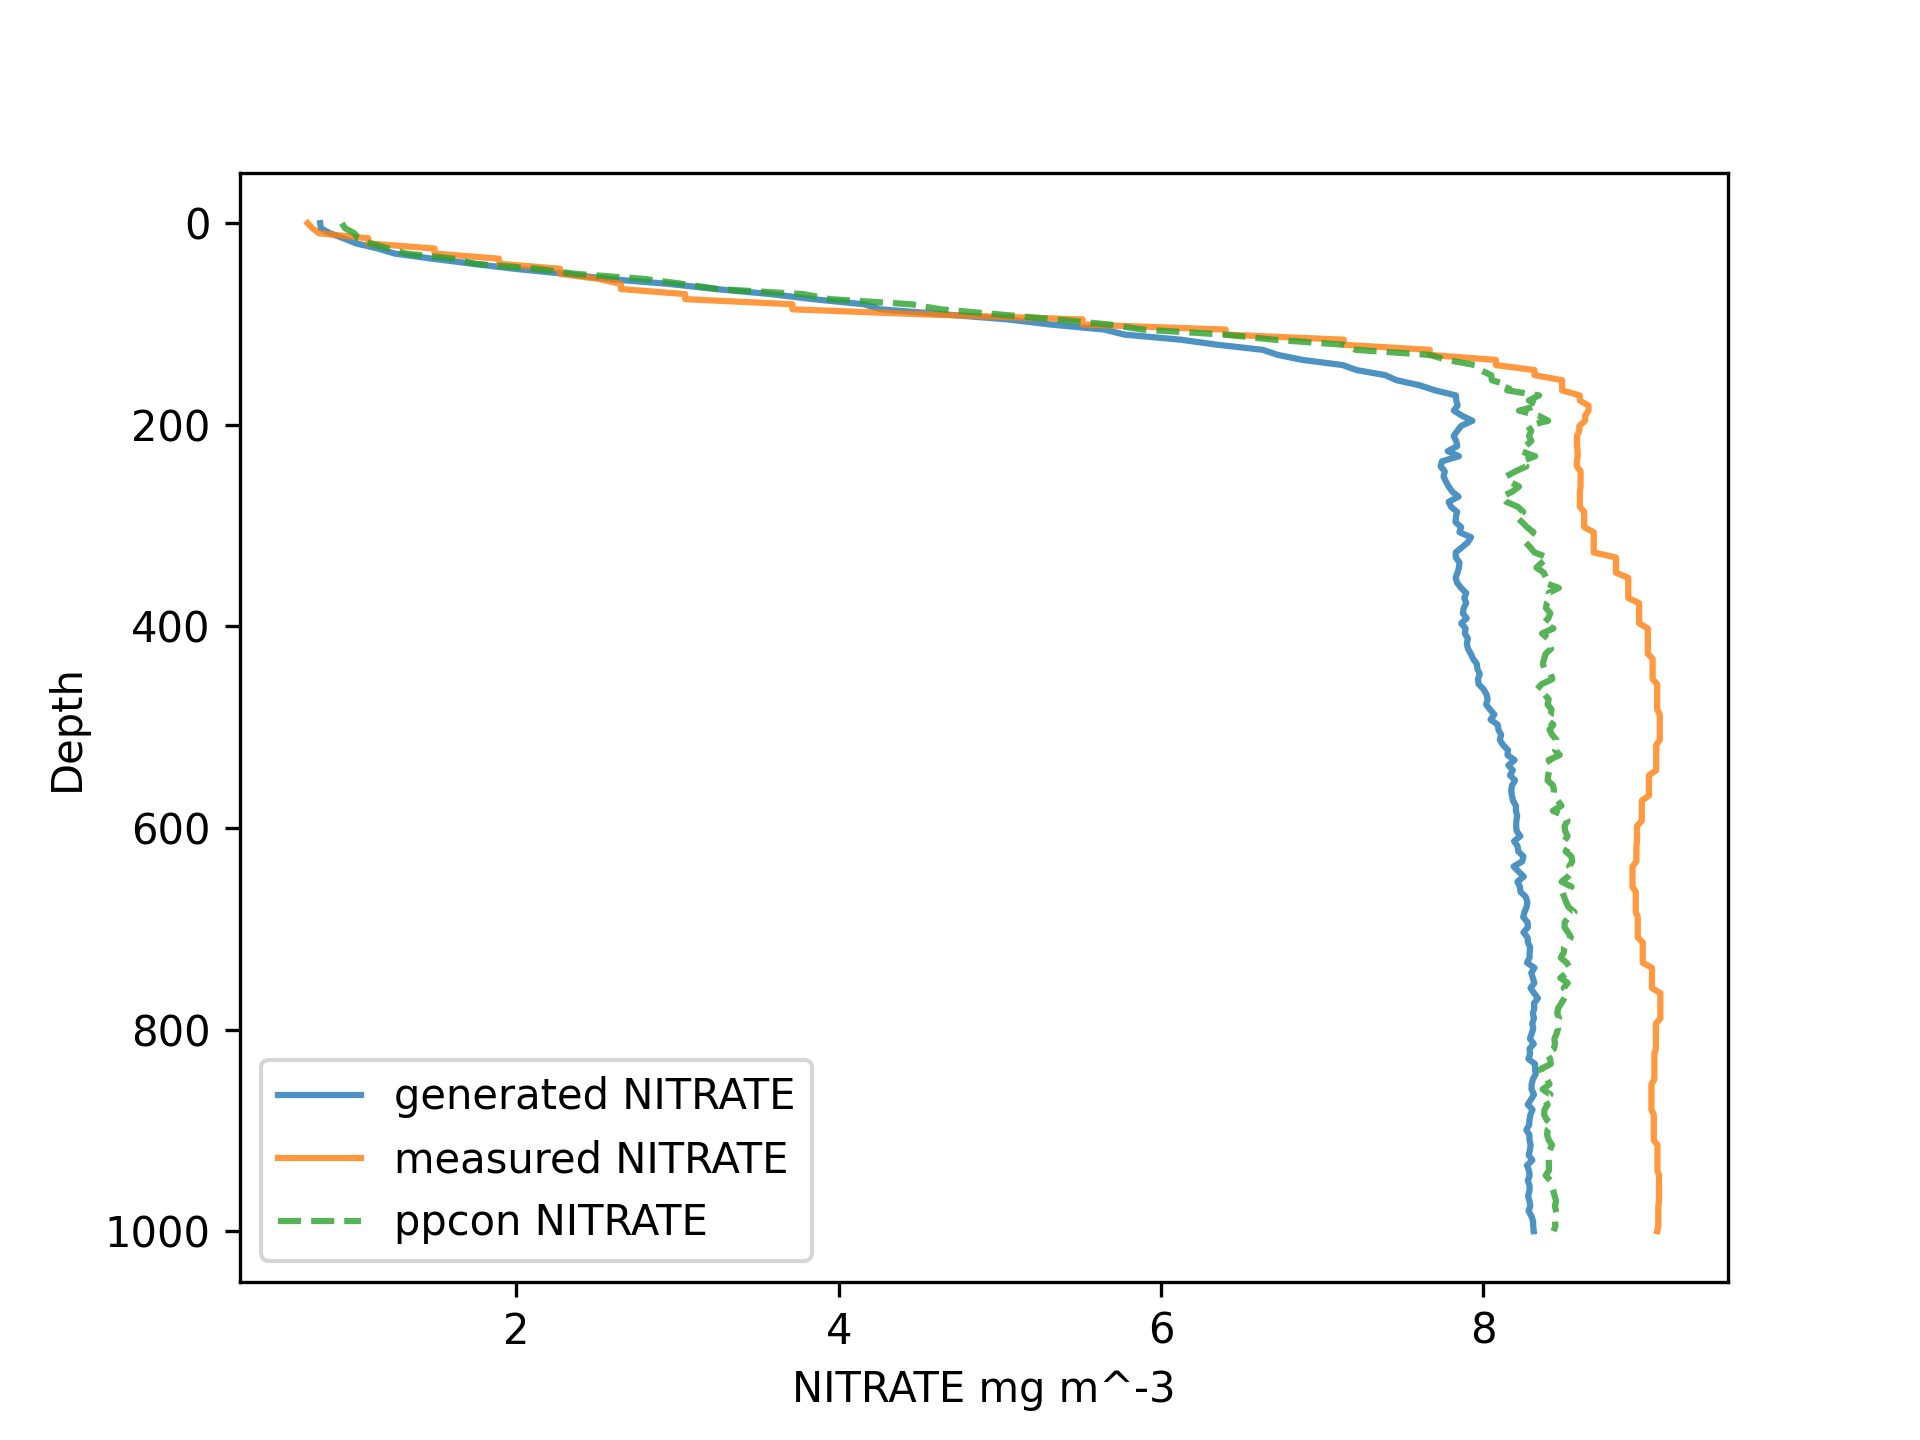 0
200
400
600
800
1000
Depth
generated NITRATE
measured NITRATE
ppcon NITRATE
2 4 6 8
NITRATE mg m^-3